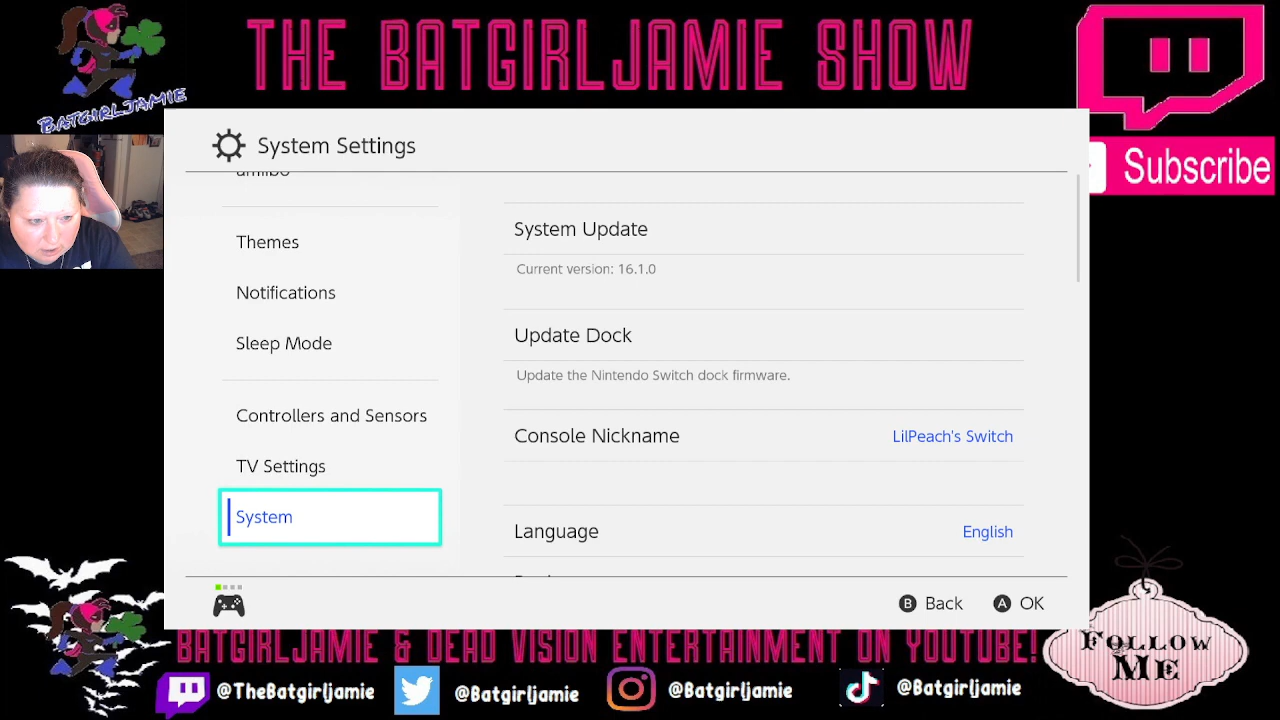 THE BATGIRLJAMIE SHOW
BATGIRLJAMIE
Subscribe
System Settings
amiibo
Themes
Notifications
Sleep Mode
Controllers and Sensors
TV Settings
System
System Update
Current version: 16.1.0
Update Dock
Update the Nintendo Switch dock firmware.
Console Nickname
LilPeach's Switch
Language
English
B Back
A OK
BATGIRLJAMIE & DEAD VISION ENTERTAINMENT ON YOUTUBE!
FOLLOW
ME
@TheBatgirljamie
@Batgirljamie
@Batgirljamie
@Batgirljamie